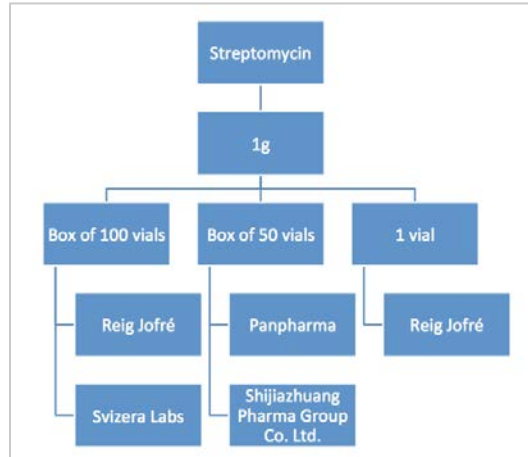 Streptomycin
1g
Box of 100 vials
Box of 50 vials
1 vial
Reig Jofré
Panpharma
Reig Jofré
Svizera Labs
Shijiazhuang
Pharma Group
Co. Ltd.